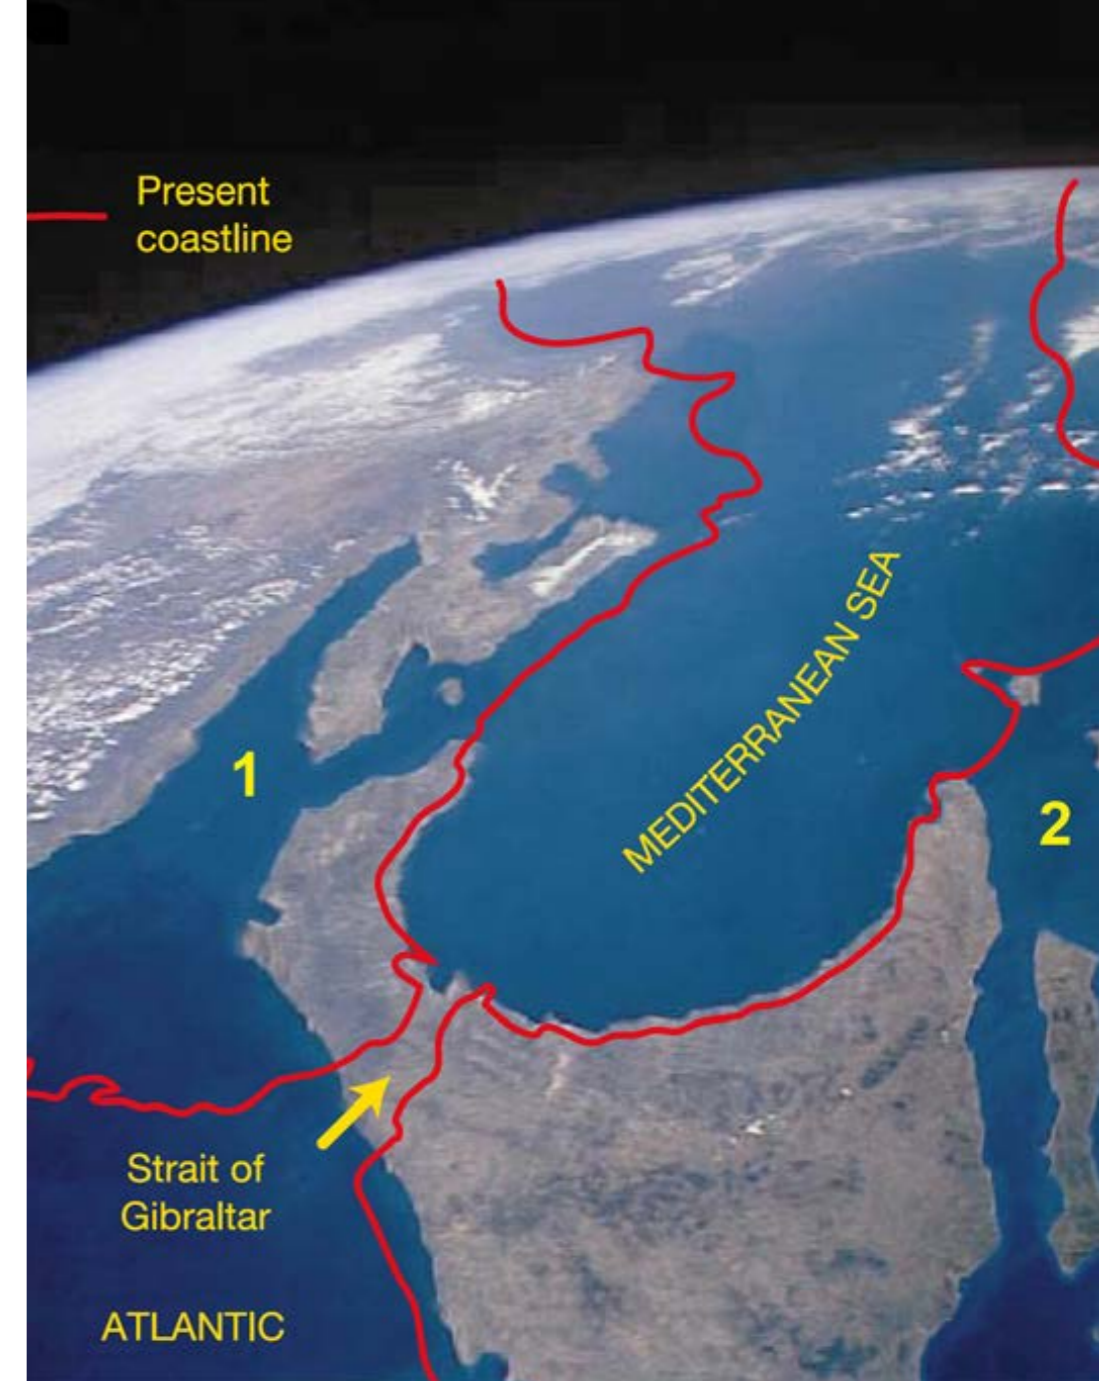 Present
coastline
MEDITERRANEAN SEA
1
2
Strait of
Gibraltar
ATLANTIC